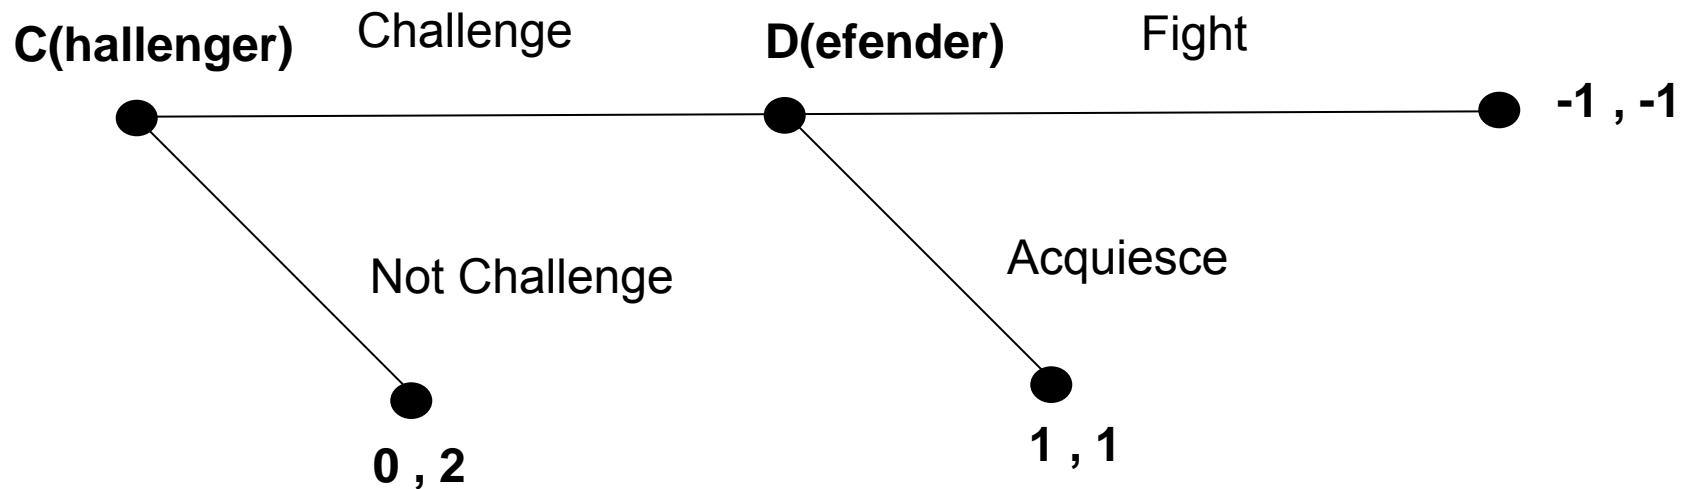 C(hallenger)
Challenge
D(efender)
Fight
-1 , -1
Not Challenge
Acquiesce
0 , 2
1 , 1